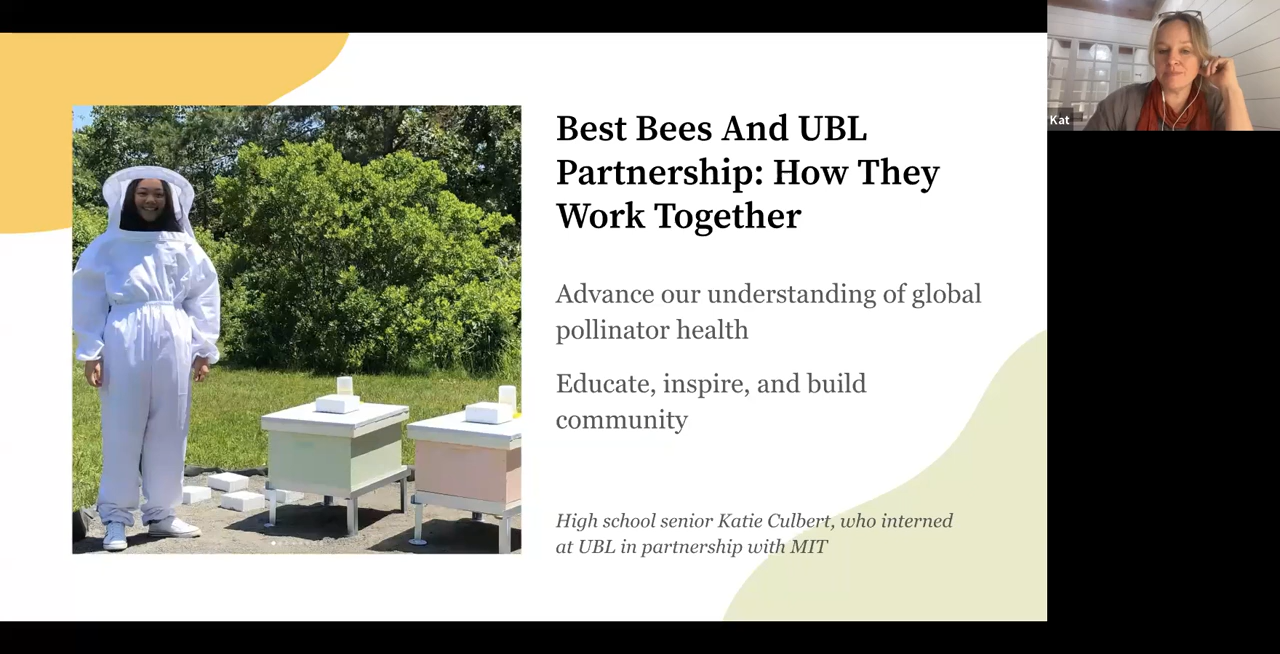 Best Bees And UBL
Partnership: How They
Work Together
Advance our understanding of global
pollinator health
Educate, inspire, and build
community
High school senior Katie Culbert, who interned
at UBL in partnership with MIT
Kat